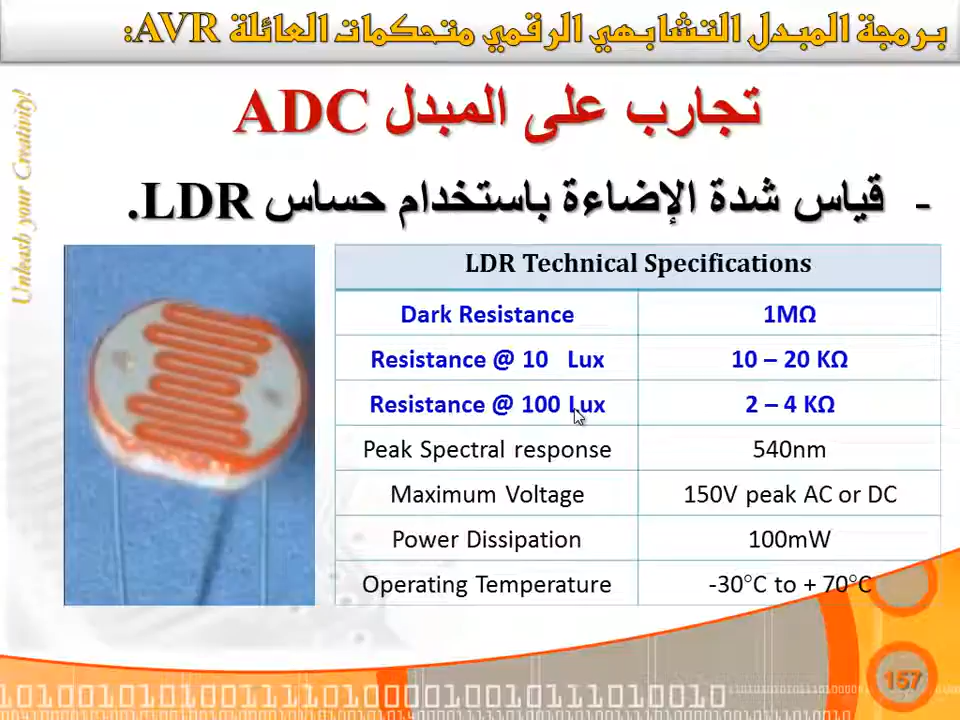 برمجة المبدل التشابهي الرقمي متحكمات العائلة AVR:
Unleash your Creativity!
تجارب على المبدل ADC
- قياس شدة الإضاءة باستخدام حساس LDR.
LDR Technical Specifications
Dark Resistance 1MΩ
Resistance @ 10 Lux 10 – 20 KΩ
Resistance @ 100 Lux 2 – 4 KΩ
Peak Spectral response 540nm
Maximum Voltage 150V peak AC or DC
Power Dissipation 100mW
Operating Temperature -30°C to + 70°C
157